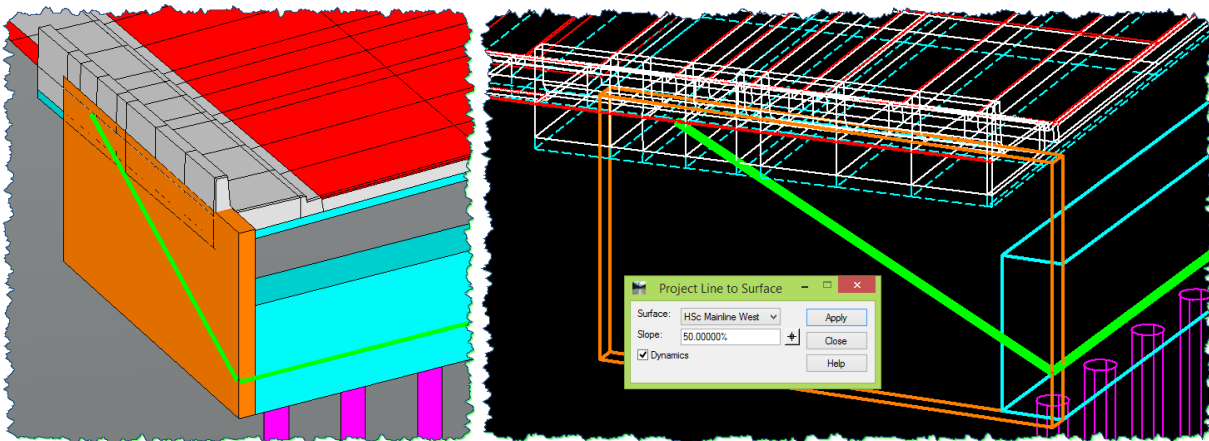 Project Line to Surface
Surface: HSc Mainline West Apply
Slope: 50.00000% Close
Dynamics Help